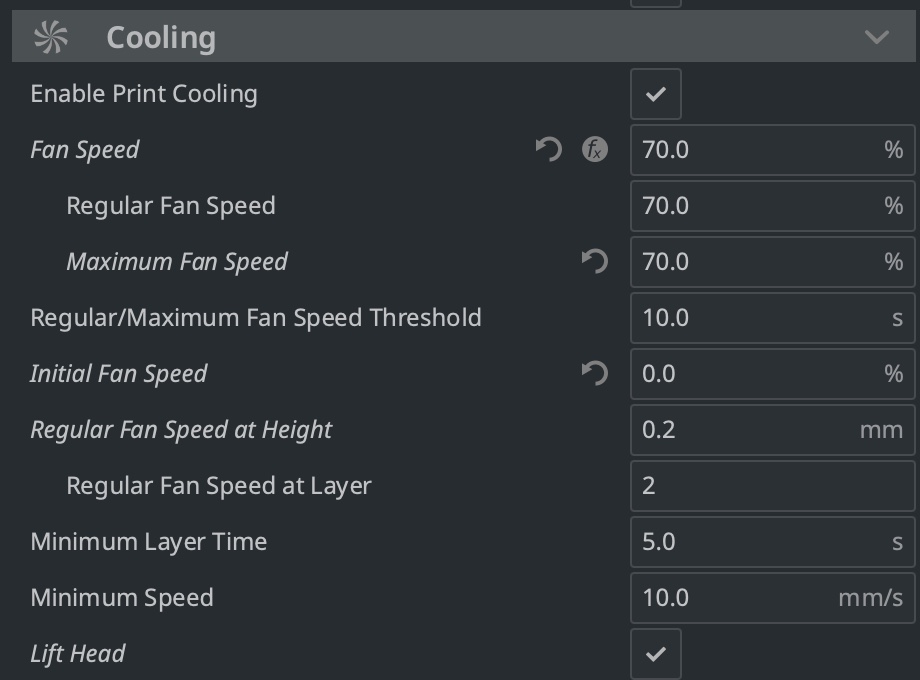 Cooling
Enable Print Cooling
Fan Speed fx 70.0 %
Regular Fan Speed 70.0 %
Maximum Fan Speed 70.0 %
Regular/Maximum Fan Speed Threshold 10.0 s
Initial Fan Speed 0.0 %
Regular Fan Speed at Height 0.2 mm
Regular Fan Speed at Layer 2
Minimum Layer Time 5.0 s
Minimum Speed 10.0 mm/s
Lift Head